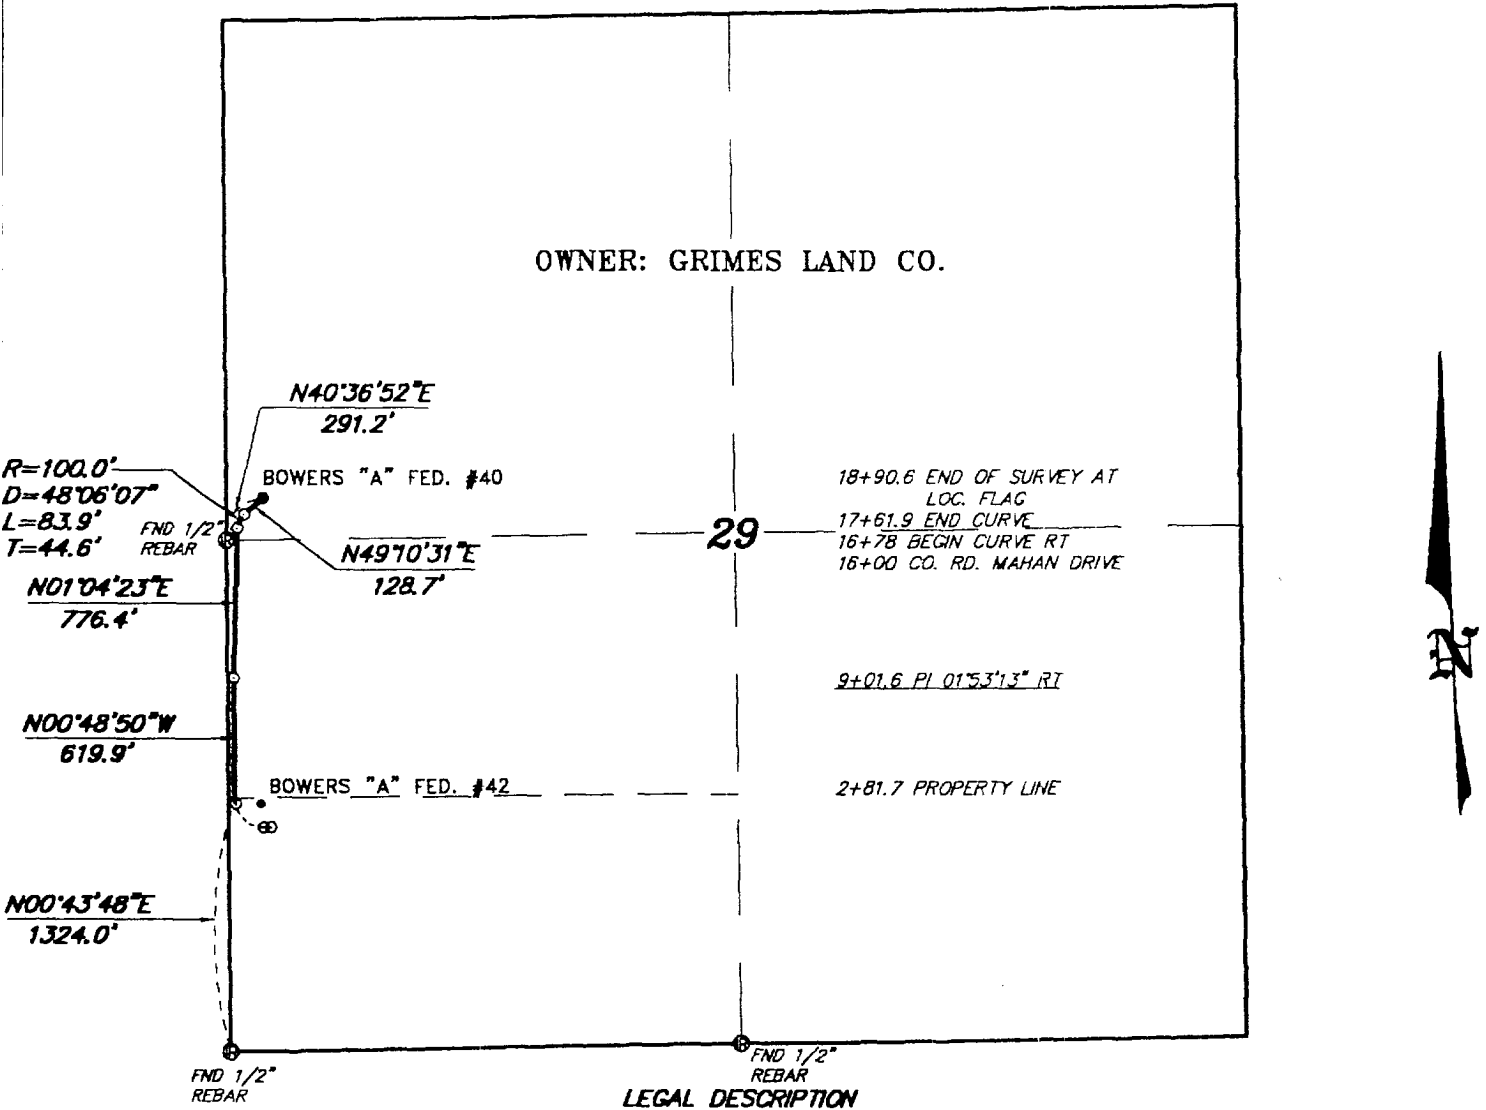 OWNER: GRIMES LAND CO.
N40°36'52"E
291.2'
R=100.0'
D=48°06'07"
L=83.9'
T=44.6'
BOWERS "A" FED. #40
FND 1/2"
REBAR
N49°10'31"E
128.7'
29
18+90.6 END OF SURVEY AT
LOC. FLAG
17+61.9 END CURVE
16+78 BEGIN CURVE RT
16+00 CO. RD. MAHAN DRIVE
N01°04'23"E
776.4'
9+01.6 PI 01°53'13" RT
N00°48'50"W
619.9'
BOWERS "A" FED. #42
2+81.7 PROPERTY LINE
N00°43'48"E
1324.0'
FND 1/2"
REBAR
FND 1/2"
REBAR
LEGAL DESCRIPTION
N